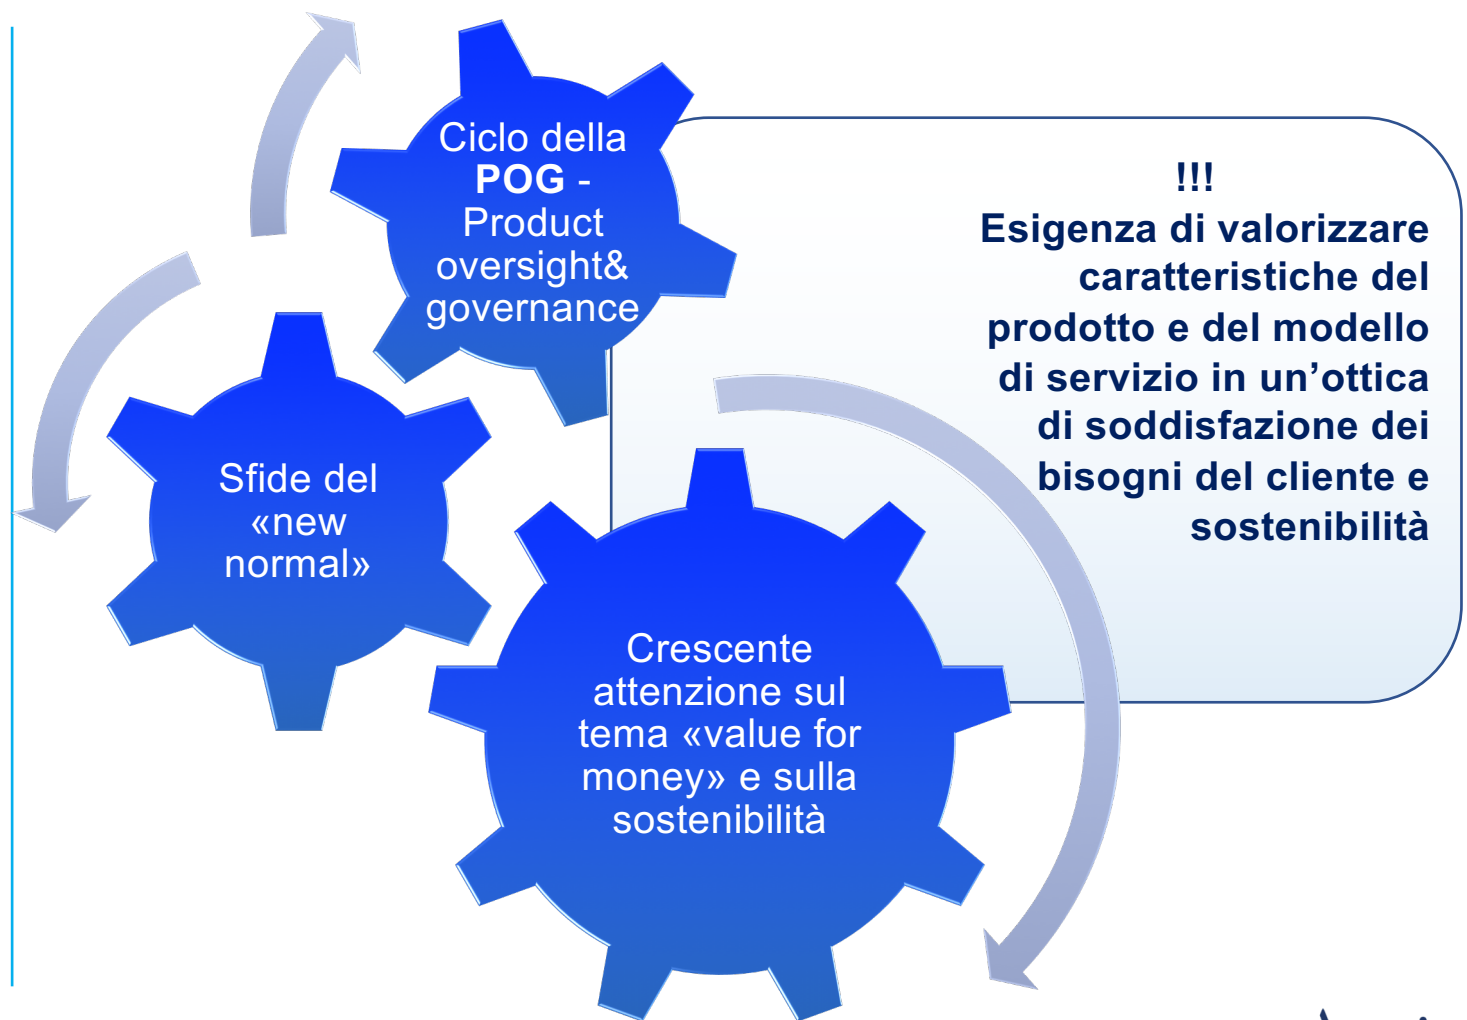 Ciclo della
POG -
Product
oversight&
governance
!!!
Esigenza di valorizzare
caratteristiche del
prodotto e del modello
di servizio in un’ottica
di soddisfazione dei
bisogni del cliente e
sostenibilità
Sfide del
«new
normal»
Crescente
attenzione sul
tema «value for
money» e sulla
sostenibilità